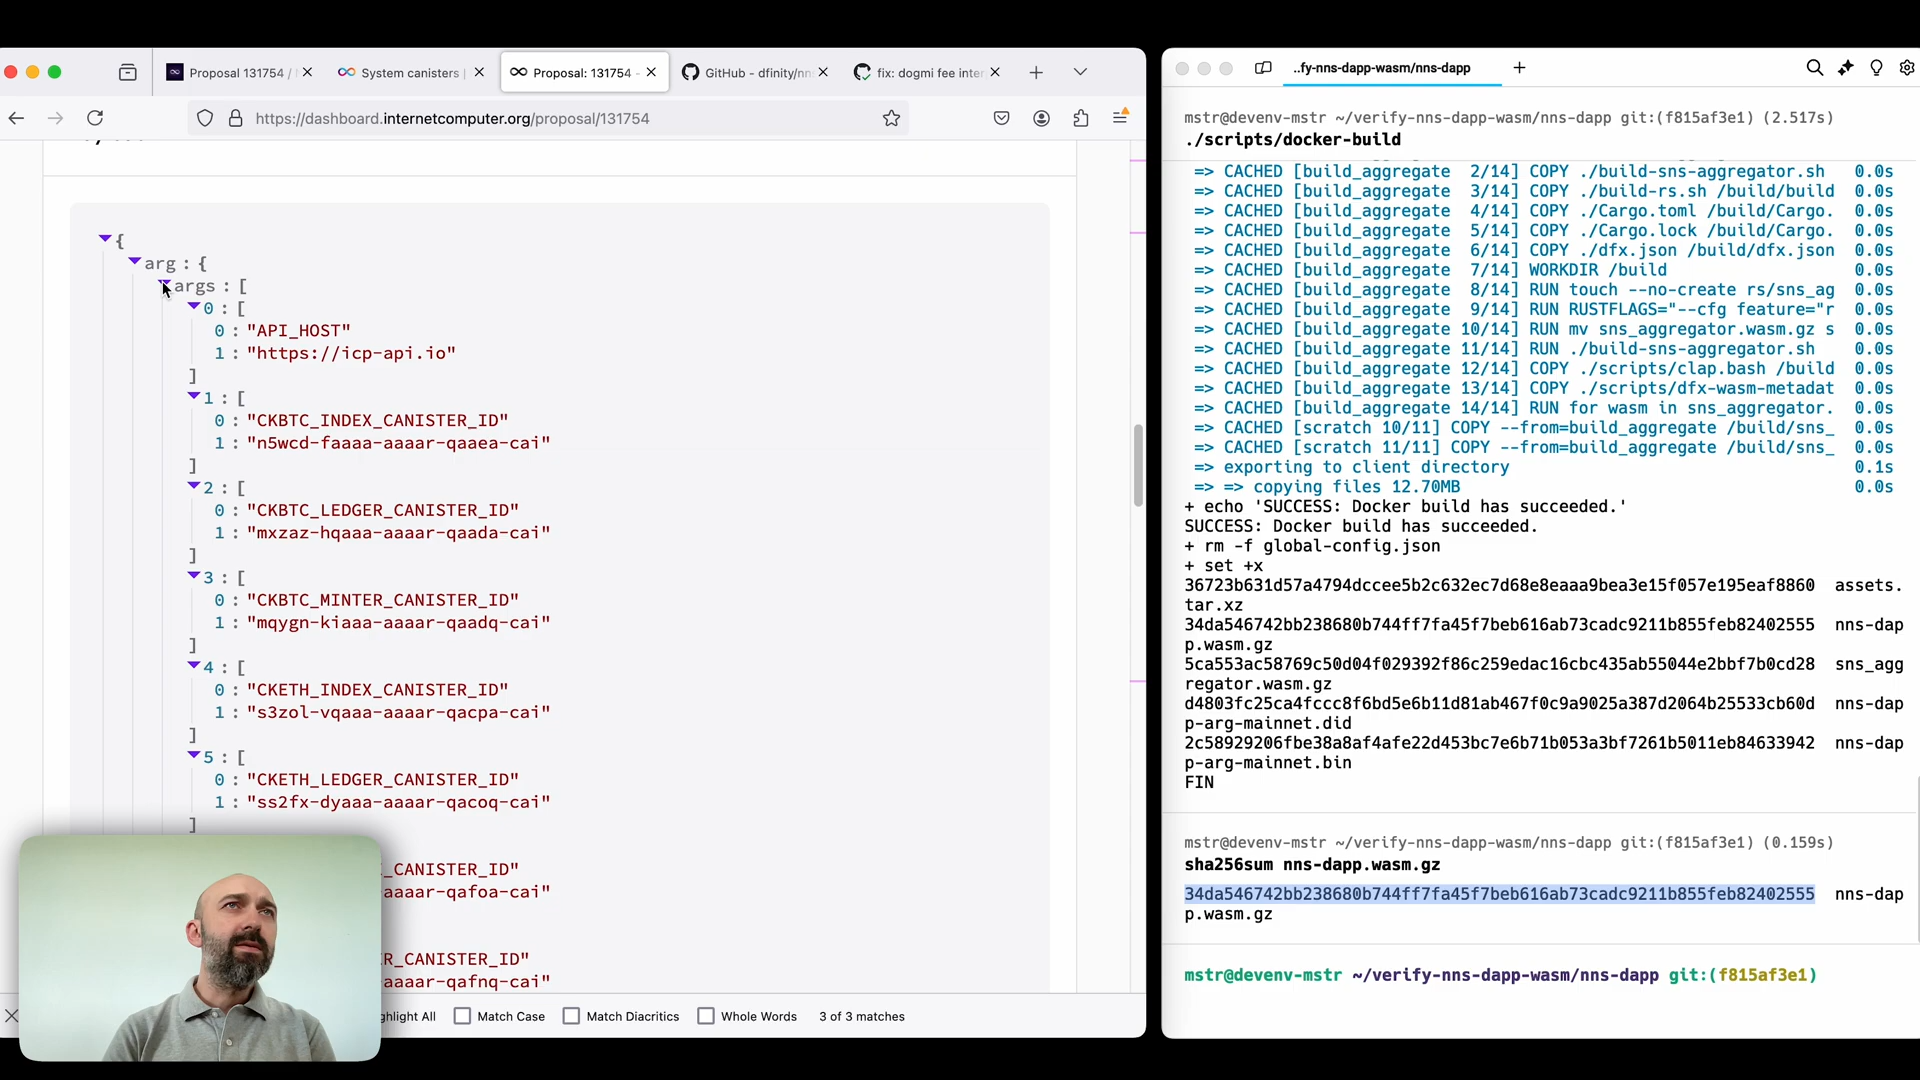 Proposal 131754 /
System canisters |
Proposal: 131754 -
GitHub - dfinity/nn
fix: dogmi fee inter
https://dashboard.internetcomputer.org/proposal/131754
{
arg : {
args : [
0 : [
0 : "API_HOST"
1 : "https://icp-api.io"
]
1 : [
0 : "CKBTC_INDEX_CANISTER_ID"
1 : "n5wcd-faaaa-aaaar-qaaea-cai"
]
2 : [
0 : "CKBTC_LEDGER_CANISTER_ID"
1 : "mxzaz-hqaaa-aaaar-qaada-cai"
]
3 : [
0 : "CKBTC_MINTER_CANISTER_ID"
1 : "mqygn-kiaaa-aaaar-qaadq-cai"
]
4 : [
0 : "CKETH_INDEX_CANISTER_ID"
1 : "s3zol-vqaaa-aaaar-qacpa-cai"
]
5 : [
0 : "CKETH_LEDGER_CANISTER_ID"
1 : "ss2fx-dyaaa-aaaar-qacoq-cai"
]
_CANISTER_ID"
aaaar-qafoa-cai"
R_CANISTER_ID"
aaaar-qafnq-cai"
ghlight All
Match Case
Match Diacritics
Whole Words
3 of 3 matches
..fy-nns-dapp-wasm/nns-dapp
mstr@devenv-mstr ~/verify-nns-dapp-wasm/nns-dapp git:(f815af3e1) (2.517s)
./scripts/docker-build
=> CACHED [build_aggregate  2/14] COPY ./build-sns-aggregator.sh 0.0s
=> CACHED [build_aggregate  3/14] COPY ./build-rs.sh /build/build 0.0s
=> CACHED [build_aggregate  4/14] COPY ./Cargo.toml /build/Cargo. 0.0s
=> CACHED [build_aggregate  5/14] COPY ./Cargo.lock /build/Cargo. 0.0s
=> CACHED [build_aggregate  6/14] COPY ./dfx.json /build/dfx.json 0.0s
=> CACHED [build_aggregate  7/14] WORKDIR /build 0.0s
=> CACHED [build_aggregate  8/14] RUN touch --no-create rs/sns_ag 0.0s
=> CACHED [build_aggregate  9/14] RUN RUSTFLAGS="--cfg feature="r 0.0s
=> CACHED [build_aggregate 10/14] RUN mv sns_aggregator.wasm.gz s 0.0s
=> CACHED [build_aggregate 11/14] RUN ./build-sns-aggregator.sh 0.0s
=> CACHED [build_aggregate 12/14] COPY ./scripts/clap.bash /build 0.0s
=> CACHED [build_aggregate 13/14] COPY ./scripts/dfx-wasm-metadat 0.0s
=> CACHED [build_aggregate 14/14] RUN for wasm in sns_aggregator. 0.0s
=> CACHED [scratch 10/11] COPY --from=build_aggregate /build/sns_ 0.0s
=> CACHED [scratch 11/11] COPY --from=build_aggregate /build/sns_ 0.0s
=> exporting to client directory 0.1s
=> => copying files 12.70MB 0.0s
+ echo 'SUCCESS: Docker build has succeeded.'
SUCCESS: Docker build has succeeded.
+ rm -f global-config.json
+ set +x
36723b631d57a4794dccee5b2c632ec7d68e8eaaa9bea3e15f057e195eaf8860  assets.
tar.xz
34da546742bb238680b744ff7fa45f7beb616ab73cadc9211b855feb82402555  nns-dap
p.wasm.gz
5ca553ac58769c50d04f029392f86c259edac16cbc435ab55044e2bbf7b0cd28  sns_agg
regator.wasm.gz
d4803fc25ca4fccc8f6bd5e6b11d81ab467f0c9a9025a387d2064b25533cb60d  nns-dap
p-arg-mainnet.did
2c58929206fbe38a8af4afe22d453bc7e6b71b053a3bf7261b5011eb84633942  nns-dap
p-arg-mainnet.bin
FIN
mstr@devenv-mstr ~/verify-nns-dapp-wasm/nns-dapp git:(f815af3e1) (0.159s)
sha256sum nns-dapp.wasm.gz
34da546742bb238680b744ff7fa45f7beb616ab73cadc9211b855feb82402555  nns-dap
p.wasm.gz
mstr@devenv-mstr ~/verify-nns-dapp-wasm/nns-dapp git:(f815af3e1)